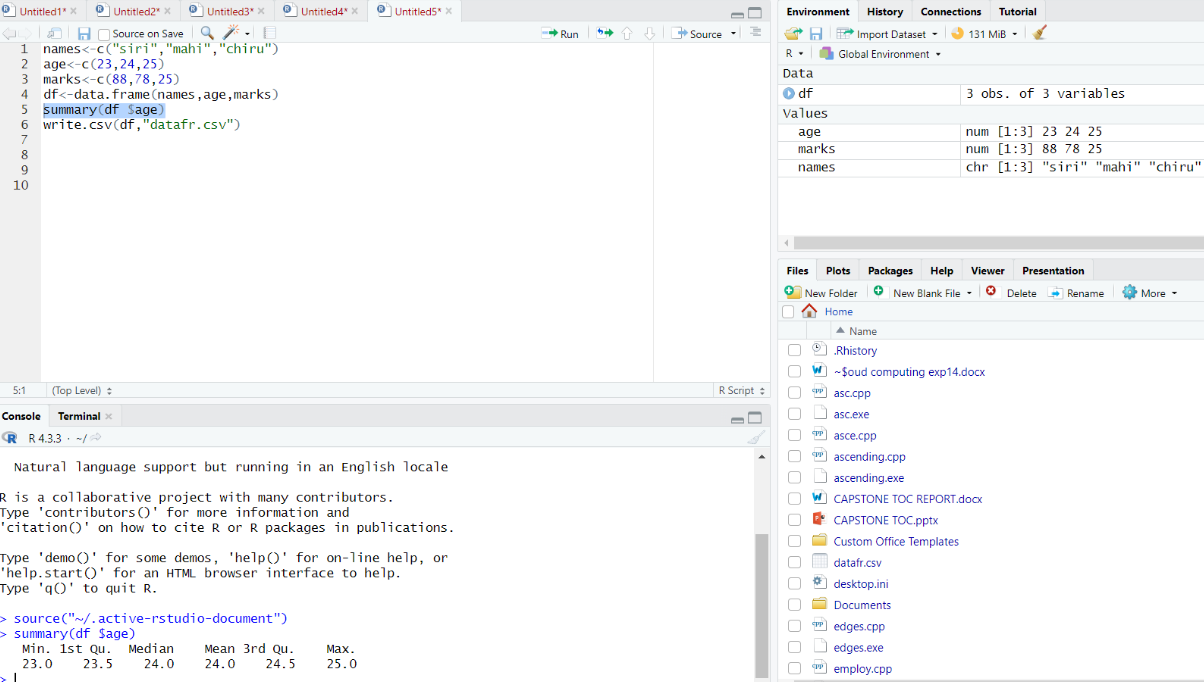 Untitled1* × Untitled2* × Untitled3* × Untitled4* × Untitled5* ×
Source on Save Run Source
1 names<-c("siri","mahi","chiru")
2 age<-c(23,24,25)
3 marks<-c(88,78,25)
4 df<-data.frame(names,age,marks)
5 summary(df $age)
6 write.csv(df,"datafr.csv")
7
8
9
10
5:1 (Top Level) R Script
Console Terminal ×
R 4.3.3 · ~/
Natural language support but running in an English locale
R is a collaborative project with many contributors.
Type 'contributors()' for more information and
'citation()' on how to cite R or R packages in publications.
Type 'demo()' for some demos, 'help()' for on-line help, or
'help.start()' for an HTML browser interface to help.
Type 'q()' to quit R.
> source("~/.active-rstudio-document")
> summary(df $age)
Min. 1st Qu. Median Mean 3rd Qu. Max.
23.0 23.5 24.0 24.0 24.5 25.0
>
Environment History Connections Tutorial
Import Dataset 131 MiB
R Global Environment
Data
df 3 obs. of 3 variables
Values
age num [1:3] 23 24 25
marks num [1:3] 88 78 25
names chr [1:3] "siri" "mahi" "chiru"
Files Plots Packages Help Viewer Presentation
New Folder New Blank File Delete Rename More
Home
Name
.Rhistory
~$oud computing exp14.docx
asc.cpp
asc.exe
asce.cpp
ascending.cpp
ascending.exe
CAPSTONE TOC REPORT.docx
CAPSTONE TOC.pptx
Custom Office Templates
datafr.csv
desktop.ini
Documents
edges.cpp
edges.exe
employ.cpp